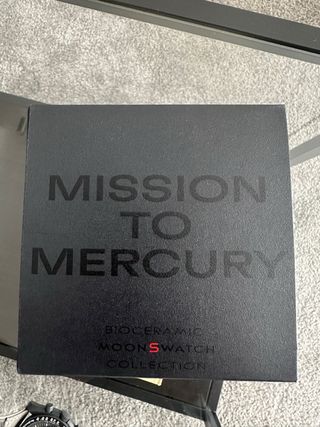 MISSION
TO
MERCURY
BIOCERAMIC
MOONSWATCH
COLLECTION